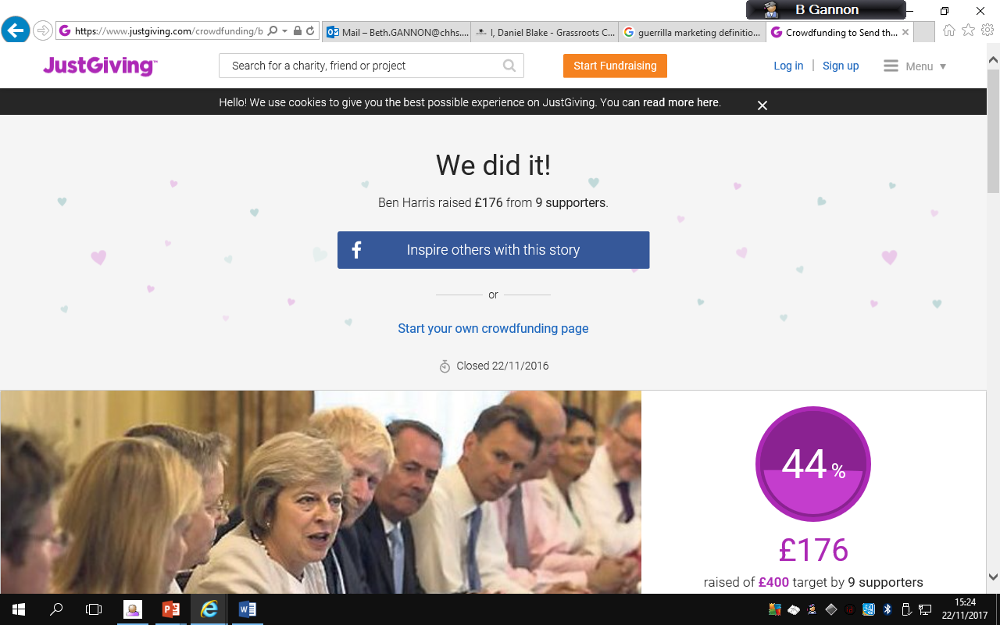 B Gannon
https://www.justgiving.com/crowdfunding/b
Mail – Beth.GANNON@chhs....
I, Daniel Blake - Grassroots C...
guerrilla marketing definitio...
Crowdfunding to Send th...
JustGiving™
Search for a charity, friend or project
Start Fundraising
Log in
Sign up
Menu
Hello! We use cookies to give you the best possible experience on JustGiving. You can read more here.
We did it!
Ben Harris raised £176 from 9 supporters.
Inspire others with this story
or
Start your own crowdfunding page
Closed 22/11/2016
44 %
£176
raised of £400 target by 9 supporters
15:24
22/11/2017